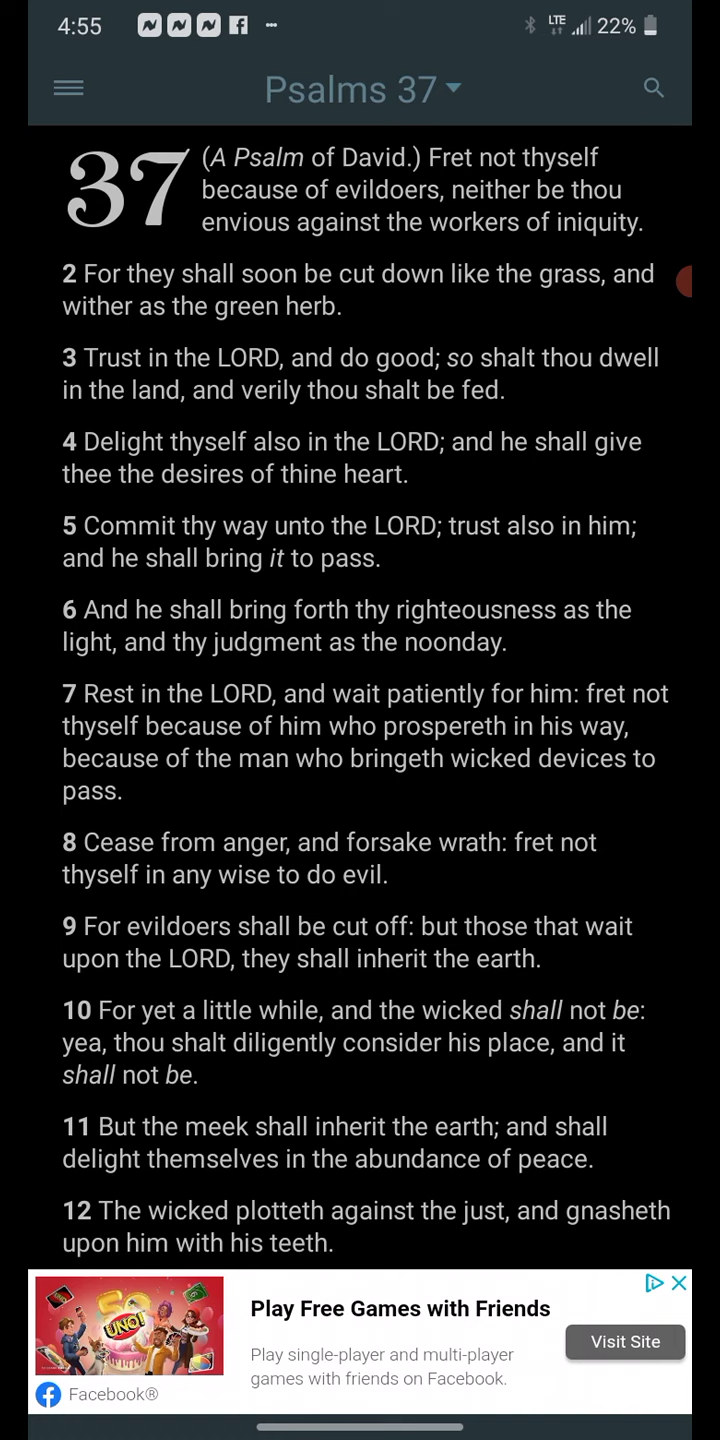 4:55
LTE
22%
Psalms 37
37
(A Psalm of David.) Fret not thyself
because of evildoers, neither be thou
envious against the workers of iniquity.
2 For they shall soon be cut down like the grass, and
wither as the green herb.
3 Trust in the LORD, and do good; so shalt thou dwell
in the land, and verily thou shalt be fed.
4 Delight thyself also in the LORD; and he shall give
thee the desires of thine heart.
5 Commit thy way unto the LORD; trust also in him;
and he shall bring it to pass.
6 And he shall bring forth thy righteousness as the
light, and thy judgment as the noonday.
7 Rest in the LORD, and wait patiently for him: fret not
thyself because of him who prospereth in his way,
because of the man who bringeth wicked devices to
pass.
8 Cease from anger, and forsake wrath: fret not
thyself in any wise to do evil.
9 For evildoers shall be cut off: but those that wait
upon the LORD, they shall inherit the earth.
10 For yet a little while, and the wicked shall not be:
yea, thou shalt diligently consider his place, and it
shall not be.
11 But the meek shall inherit the earth; and shall
delight themselves in the abundance of peace.
12 The wicked plotteth against the just, and gnasheth
upon him with his teeth.
50
UNO!
Play Free Games with Friends
Play single-player and multi-player
games with friends on Facebook.
Visit Site
Facebook®